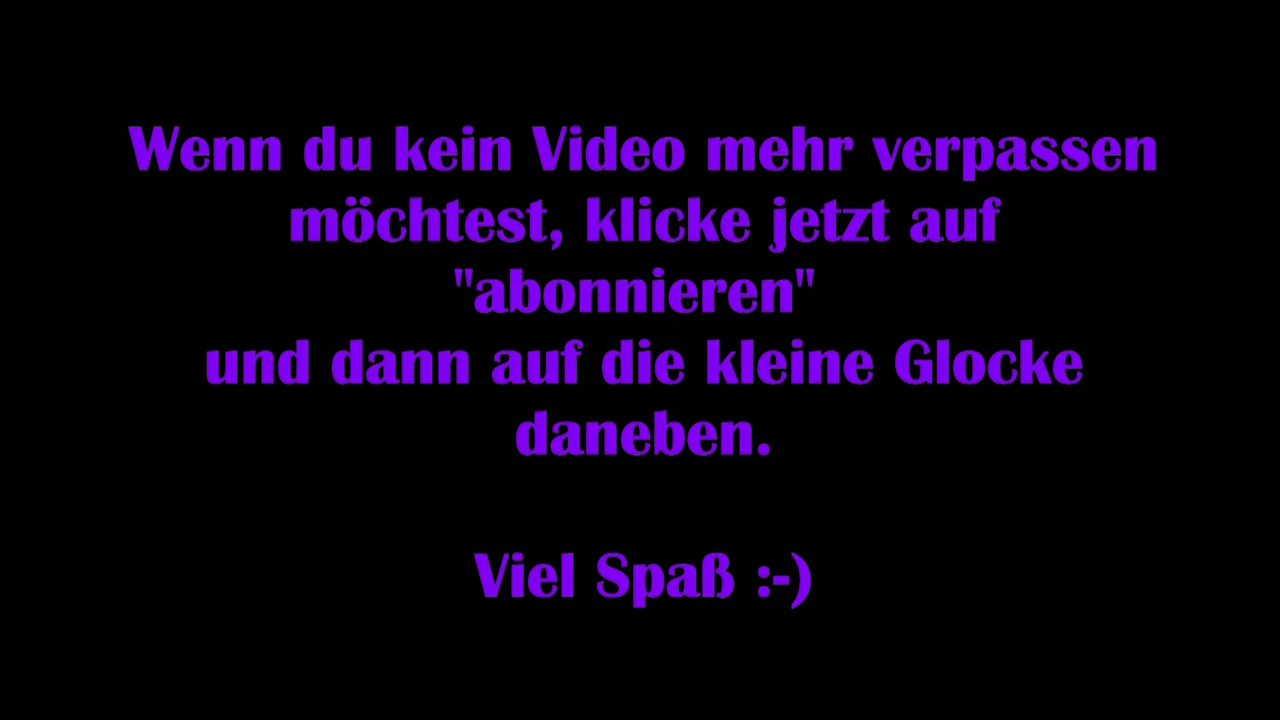 Wenn du kein Video mehr verpassen
möchtest, klicke jetzt auf
"abonnieren"
und dann auf die kleine Glocke
daneben.
Viel Spaß :-)